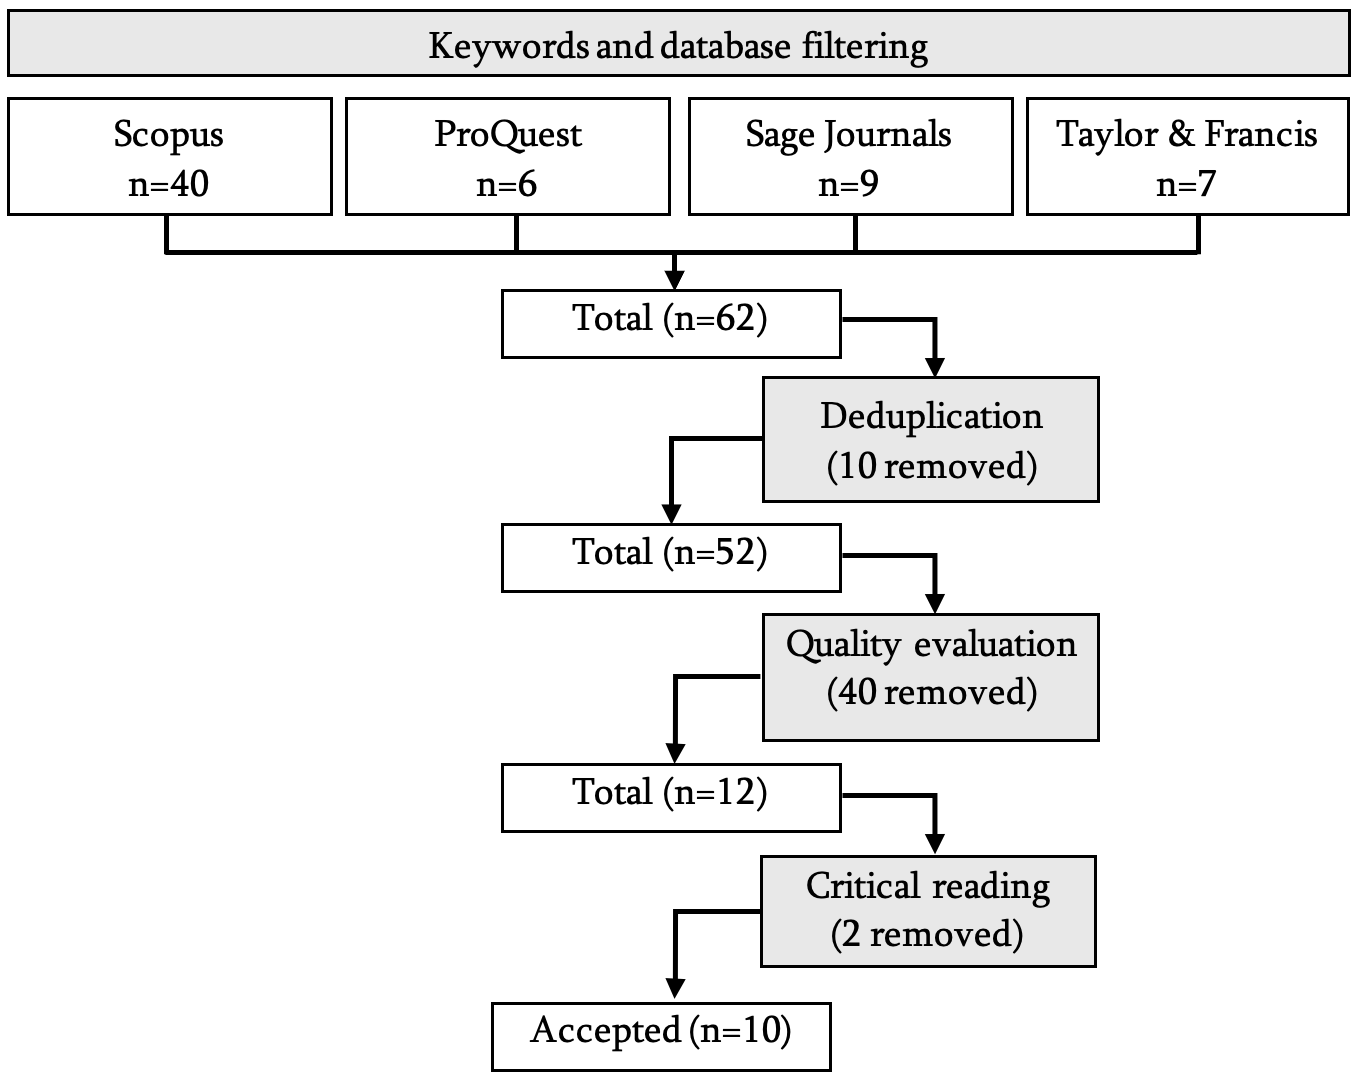 Keywords and database filtering
Scopus
n=40
ProQuest
n=6
Sage Journals
n=9
Taylor & Francis
n=7
Total (n=62)
Deduplication
(10 removed)
Total (n=52)
Quality evaluation
(40 removed)
Total (n=12)
Critical reading
(2 removed)
Accepted (n=10)